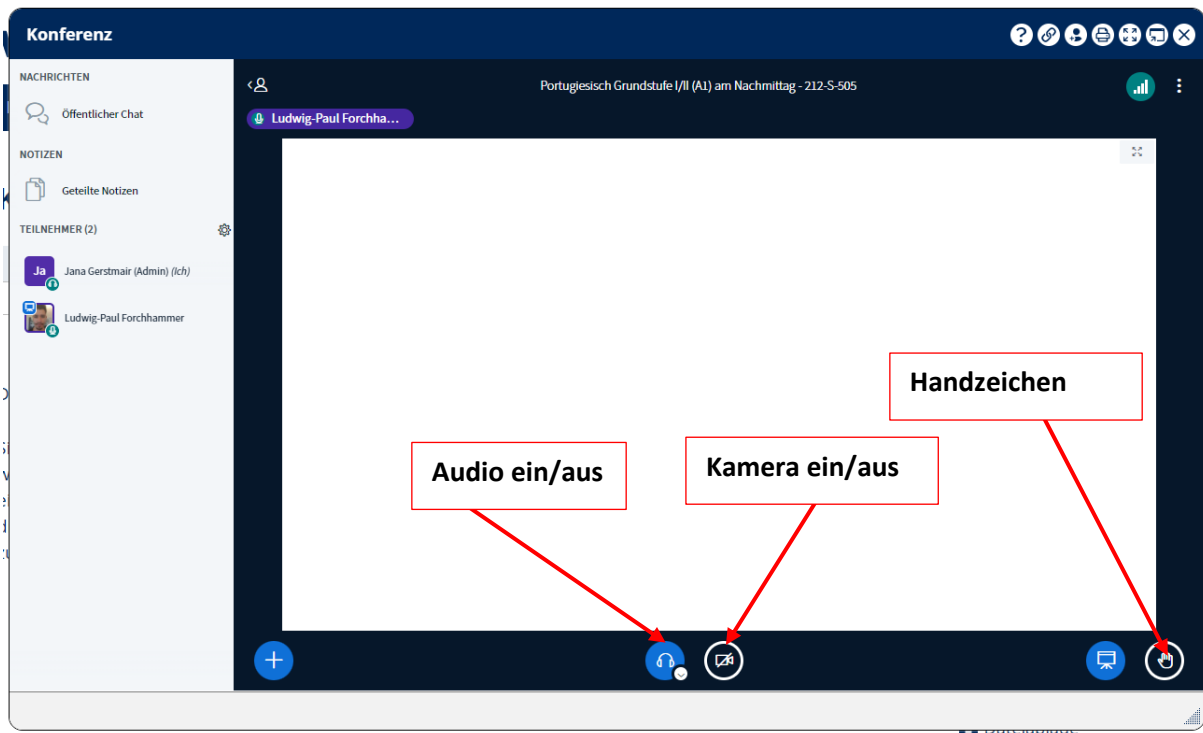 Konferenz
NACHRICHTEN
Öffentlicher Chat
NOTIZEN
Geteilte Notizen
TEILNEHMER (2)
Ja
Jana Gerstmair (Admin) (Ich)
Ludwig-Paul Forchhammer
Portugiesisch Grundstufe I/II (A1) am Nachmittag - 212-S-505
Ludwig-Paul Forchha...
Handzeichen
Audio ein/aus
Kamera ein/aus